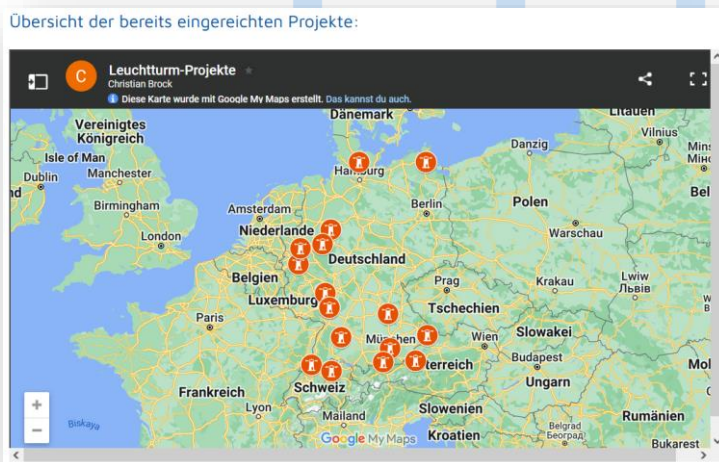 Übersicht der bereits eingereichten Projekte:
C
Leuchtturm-Projekte
Christian Brock
Diese Karte wurde mit Google My Maps erstellt. Das kannst du auch.
Dänemark
Litauen
Vereinigtes
Königreich
Vilnius
Danzig
Isle of Man
Dublin
Manchester
Hamburg
Birmingham
Amsterdam
Berlin
Polen
London
Niederlande
Warschau
Deutschland
Belgien
Prag
Krakau
Lwiw
Львів
Luxemburg
Paris
Tschechien
München
Wien
Slowakei
Budapest
Frankreich
Schweiz
Ungarn
Lyon
Mailand
Slowenien
Rumänien
Biskaya
Google My Maps
Kroatien
Belgrad
Београд
Bukarest
+
−